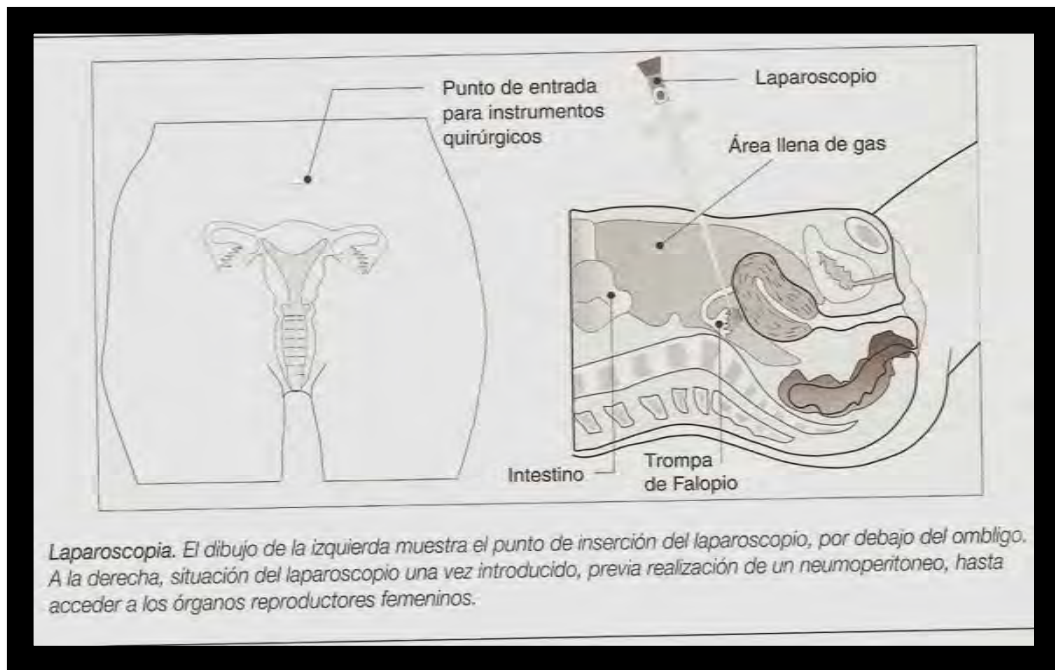 Punto de entrada
para instrumentos
quirúrgicos
Laparoscopio
Área llena de gas
Intestino
Trompa
de Falopio
Laparoscopia. El dibujo de la izquierda muestra el punto de inserción del laparoscopio, por debajo del ombligo.
A la derecha, situación del laparoscopio una vez introducido, previa realización de un neumoperitoneo, hasta
acceder a los órganos reproductores femeninos.